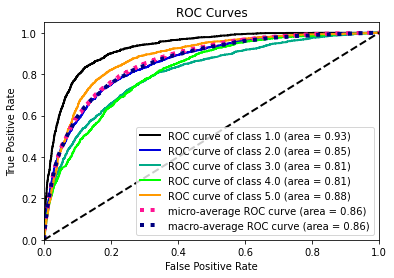 ROC Curves
True Positive Rate
1.0
0.8
0.6
0.4
0.2
0.0
ROC curve of class 1.0 (area = 0.93)
ROC curve of class 2.0 (area = 0.85)
ROC curve of class 3.0 (area = 0.81)
ROC curve of class 4.0 (area = 0.81)
ROC curve of class 5.0 (area = 0.88)
micro-average ROC curve (area = 0.86)
macro-average ROC curve (area = 0.86)
0.0 0.2 0.4 0.6 0.8 1.0
False Positive Rate